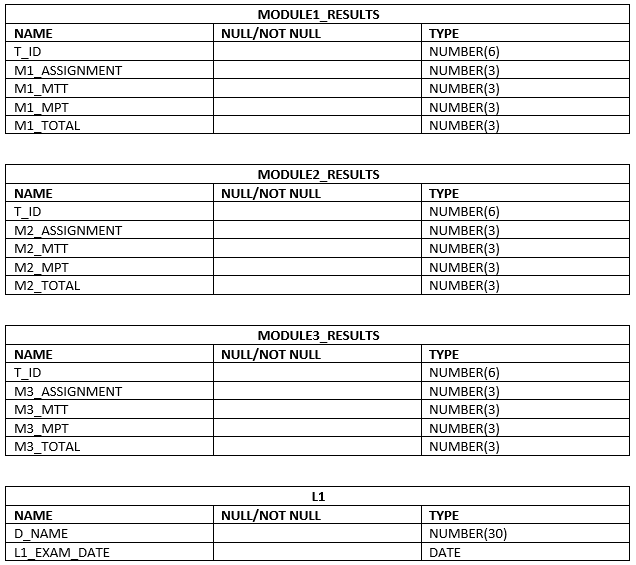 MODULE1_RESULTS
NAME NULL/NOT NULL TYPE
T_ID NUMBER(6)
M1_ASSIGNMENT NUMBER(3)
M1_MTT NUMBER(3)
M1_MPT NUMBER(3)
M1_TOTAL NUMBER(3)
MODULE2_RESULTS
NAME NULL/NOT NULL TYPE
T_ID NUMBER(6)
M2_ASSIGNMENT NUMBER(3)
M2_MTT NUMBER(3)
M2_MPT NUMBER(3)
M2_TOTAL NUMBER(3)
MODULE3_RESULTS
NAME NULL/NOT NULL TYPE
T_ID NUMBER(6)
M3_ASSIGNMENT NUMBER(3)
M3_MTT NUMBER(3)
M3_MPT NUMBER(3)
M3_TOTAL NUMBER(3)
L1
NAME NULL/NOT NULL TYPE
D_NAME NUMBER(30)
L1_EXAM_DATE DATE